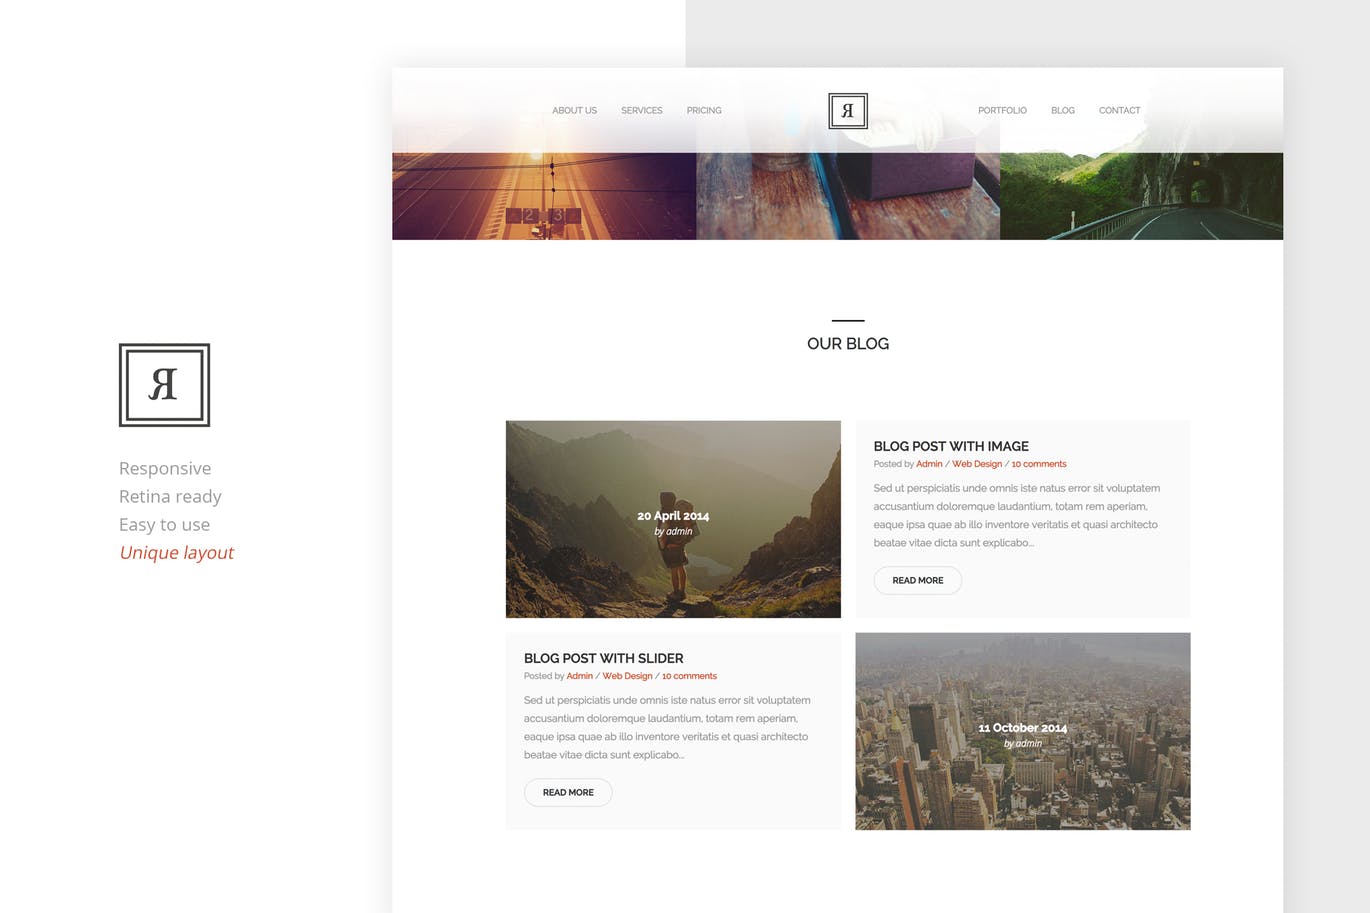 ABOUT US SERVICES PRICING Я PORTFOLIO BLOG CONTACT
2 3
OUR BLOG
Я
Responsive
Retina ready
Easy to use
Unique layout
20 April 2014
by admin
BLOG POST WITH IMAGE
Posted by Admin / Web Design / 10 comments
Sed ut perspiciatis unde omnis iste natus error sit voluptatem
accusantium doloremque laudantium, totam rem aperiam,
eaque ipsa quae ab illo inventore veritatis et quasi architecto
beatae vitae dicta sunt explicabo...
READ MORE
BLOG POST WITH SLIDER
Posted by Admin / Web Design / 10 comments
Sed ut perspiciatis unde omnis iste natus error sit voluptatem
accusantium doloremque laudantium, totam rem aperiam,
eaque ipsa quae ab illo inventore veritatis et quasi architecto
beatae vitae dicta sunt explicabo...
READ MORE
11 October 2014
by admin